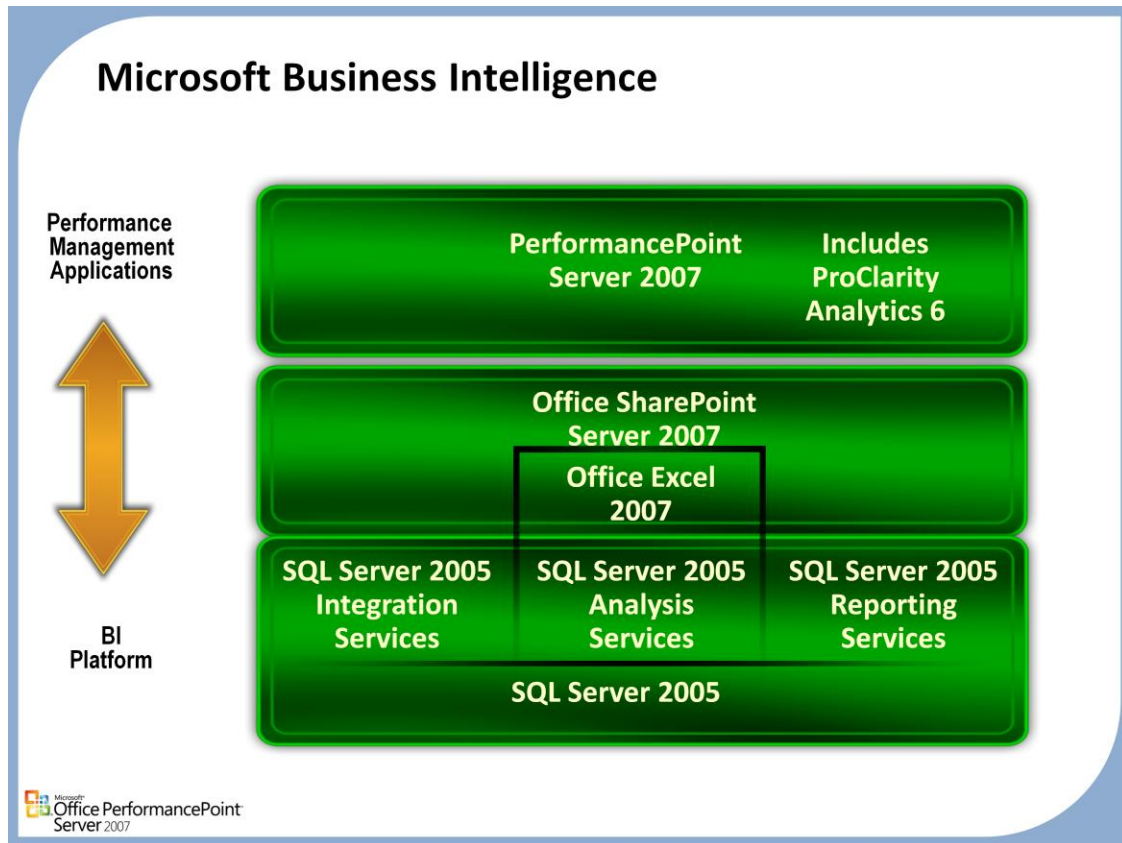 Microsoft Business Intelligence
Performance
Management
Applications
PerformancePoint
Server 2007
Includes
ProClarity
Analytics 6
Office SharePoint
Server 2007
Office Excel
2007
SQL Server 2005
Integration
Services
SQL Server 2005
Analysis
Services
SQL Server 2005
Reporting
Services
BI
Platform
SQL Server 2005
Microsoft
Office PerformancePoint
Server 2007